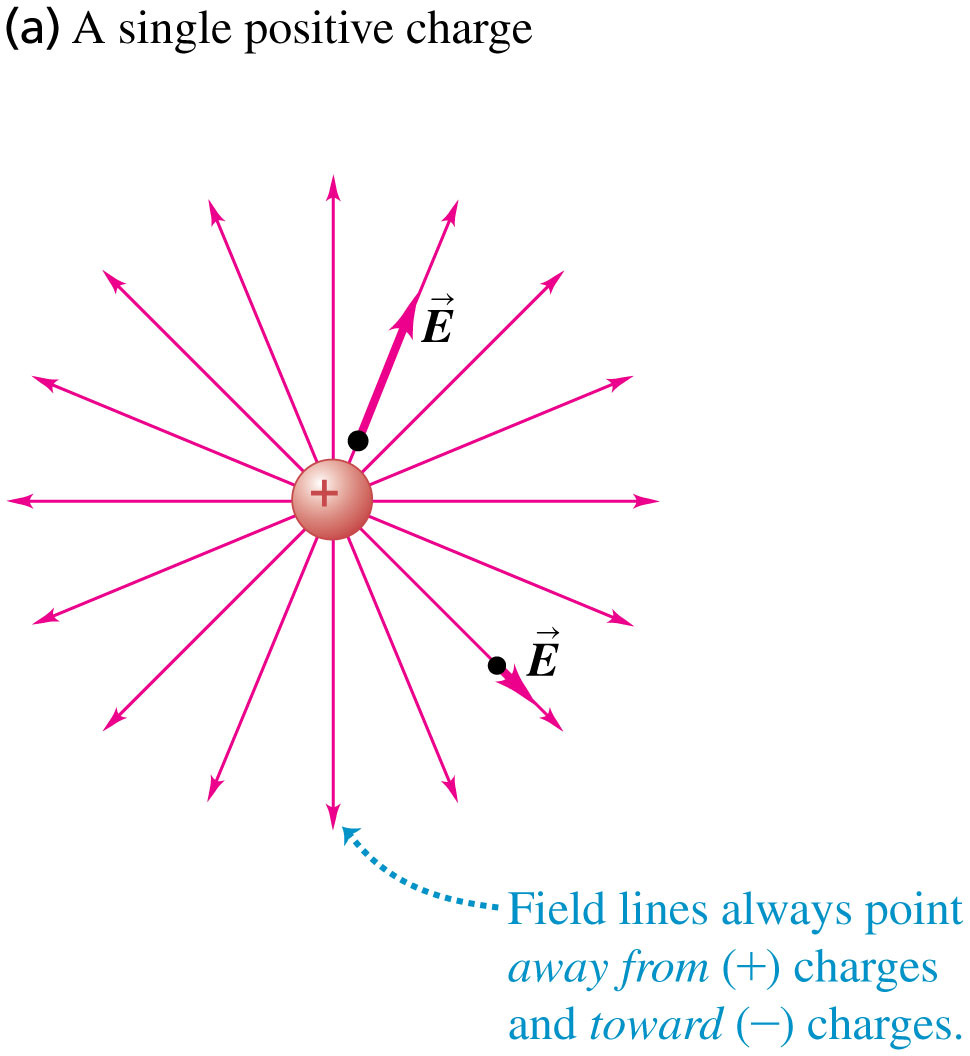 (a) A single positive charge
E⃗
+
E⃗
Field lines always point
away from (+) charges
and toward (−) charges.